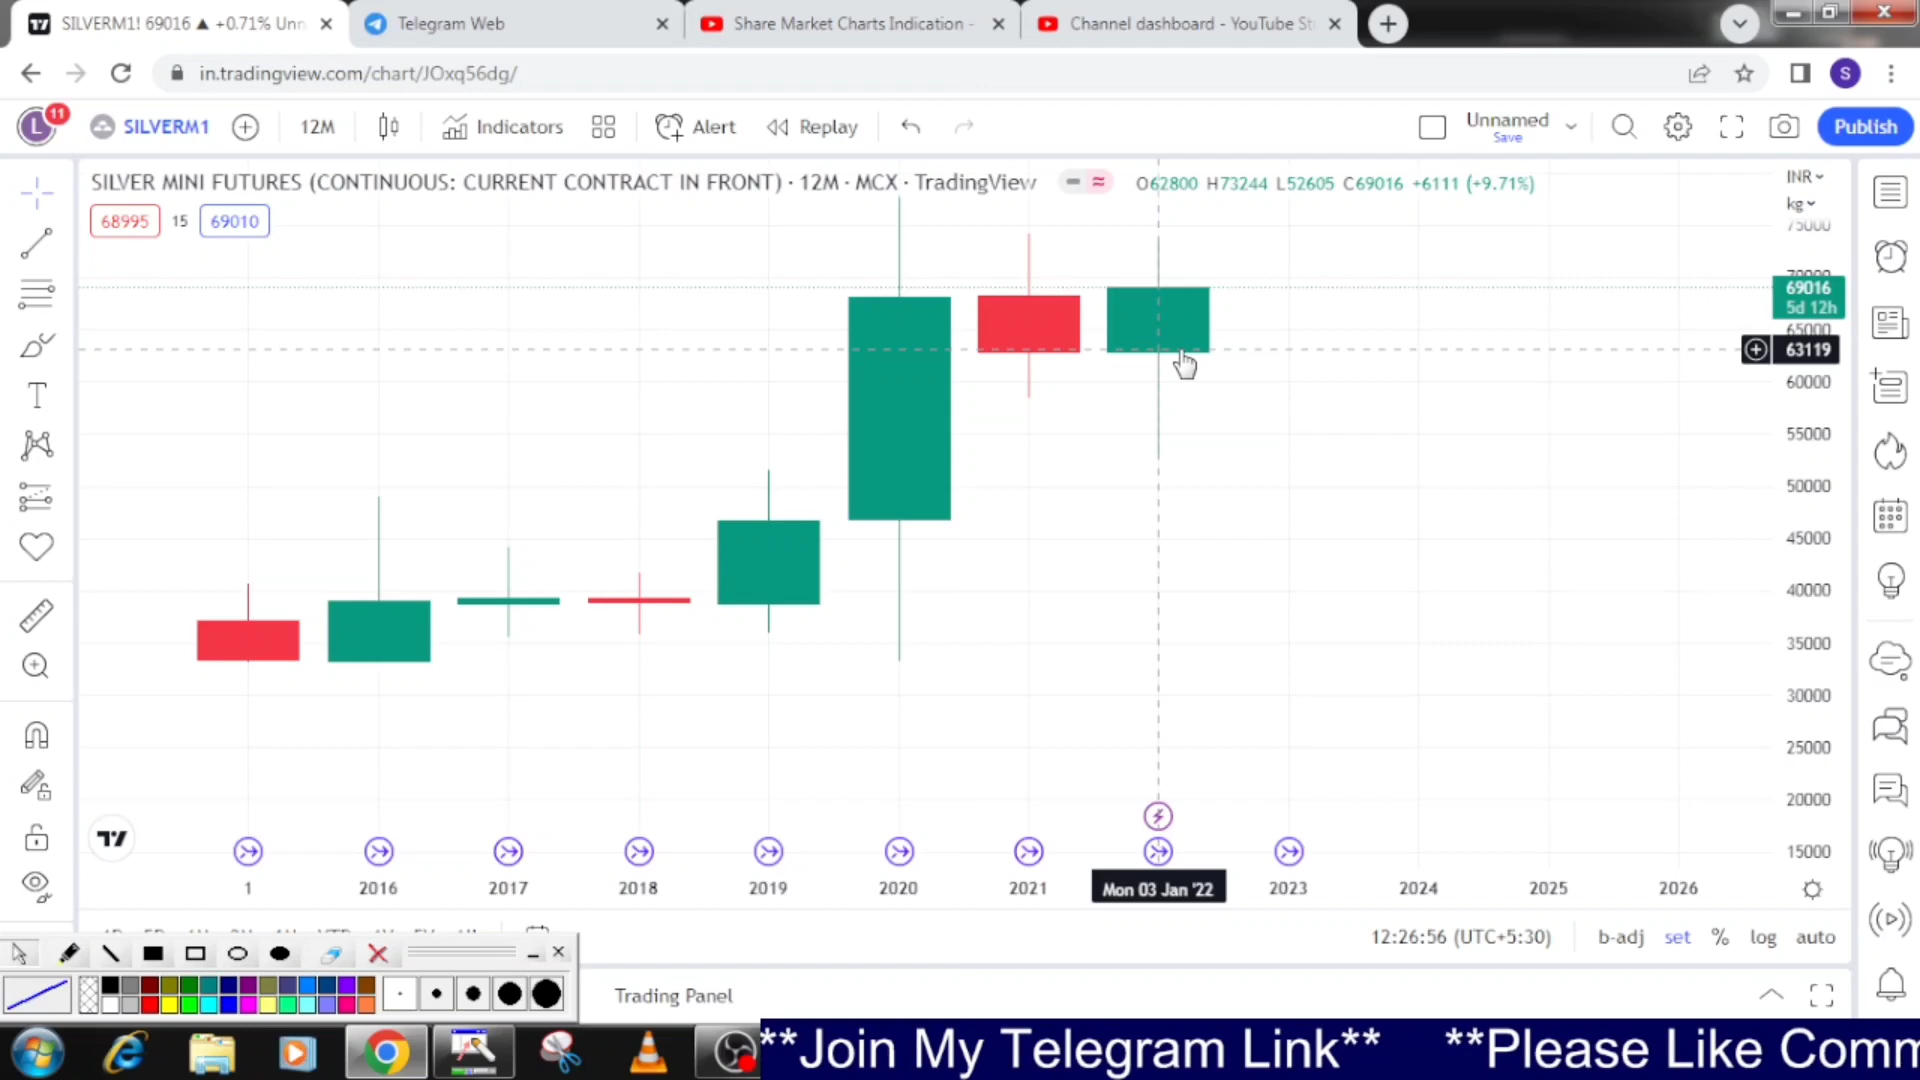 SILVERM1! 69016 ▲ +0.71% Unn
Telegram Web
Share Market Charts Indication -
Channel dashboard - YouTube St
in.tradingview.com/chart/JOxq56dg/
S
L 11
SILVERM1
12M
Indicators
Alert
Replay
Unnamed
Save
Publish
SILVER MINI FUTURES (CONTINUOUS: CURRENT CONTRACT IN FRONT) · 12M · MCX · TradingView
O62800 H73244 L52605 C69016 +6111 (+9.71%)
INR
kg
68995
15
69010
75000
70000
69016
5d 12h
65000
63119
60000
55000
50000
45000
40000
35000
30000
25000
20000
15000
1
2016
2017
2018
2019
2020
2021
Mon 03 Jan '22
2023
2024
2025
2026
12:26:56 (UTC+5:30)
b-adj
set
%
log
auto
Trading Panel
**Join My Telegram Link** **Please Like Comm